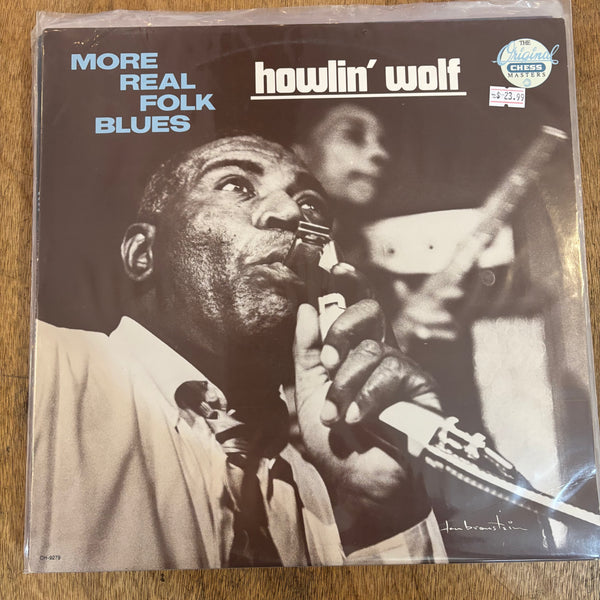 MORE
REAL
FOLK
BLUES
howlin' wolf
THE
Original
CHESS
MASTERS
$23.99
CH-9279